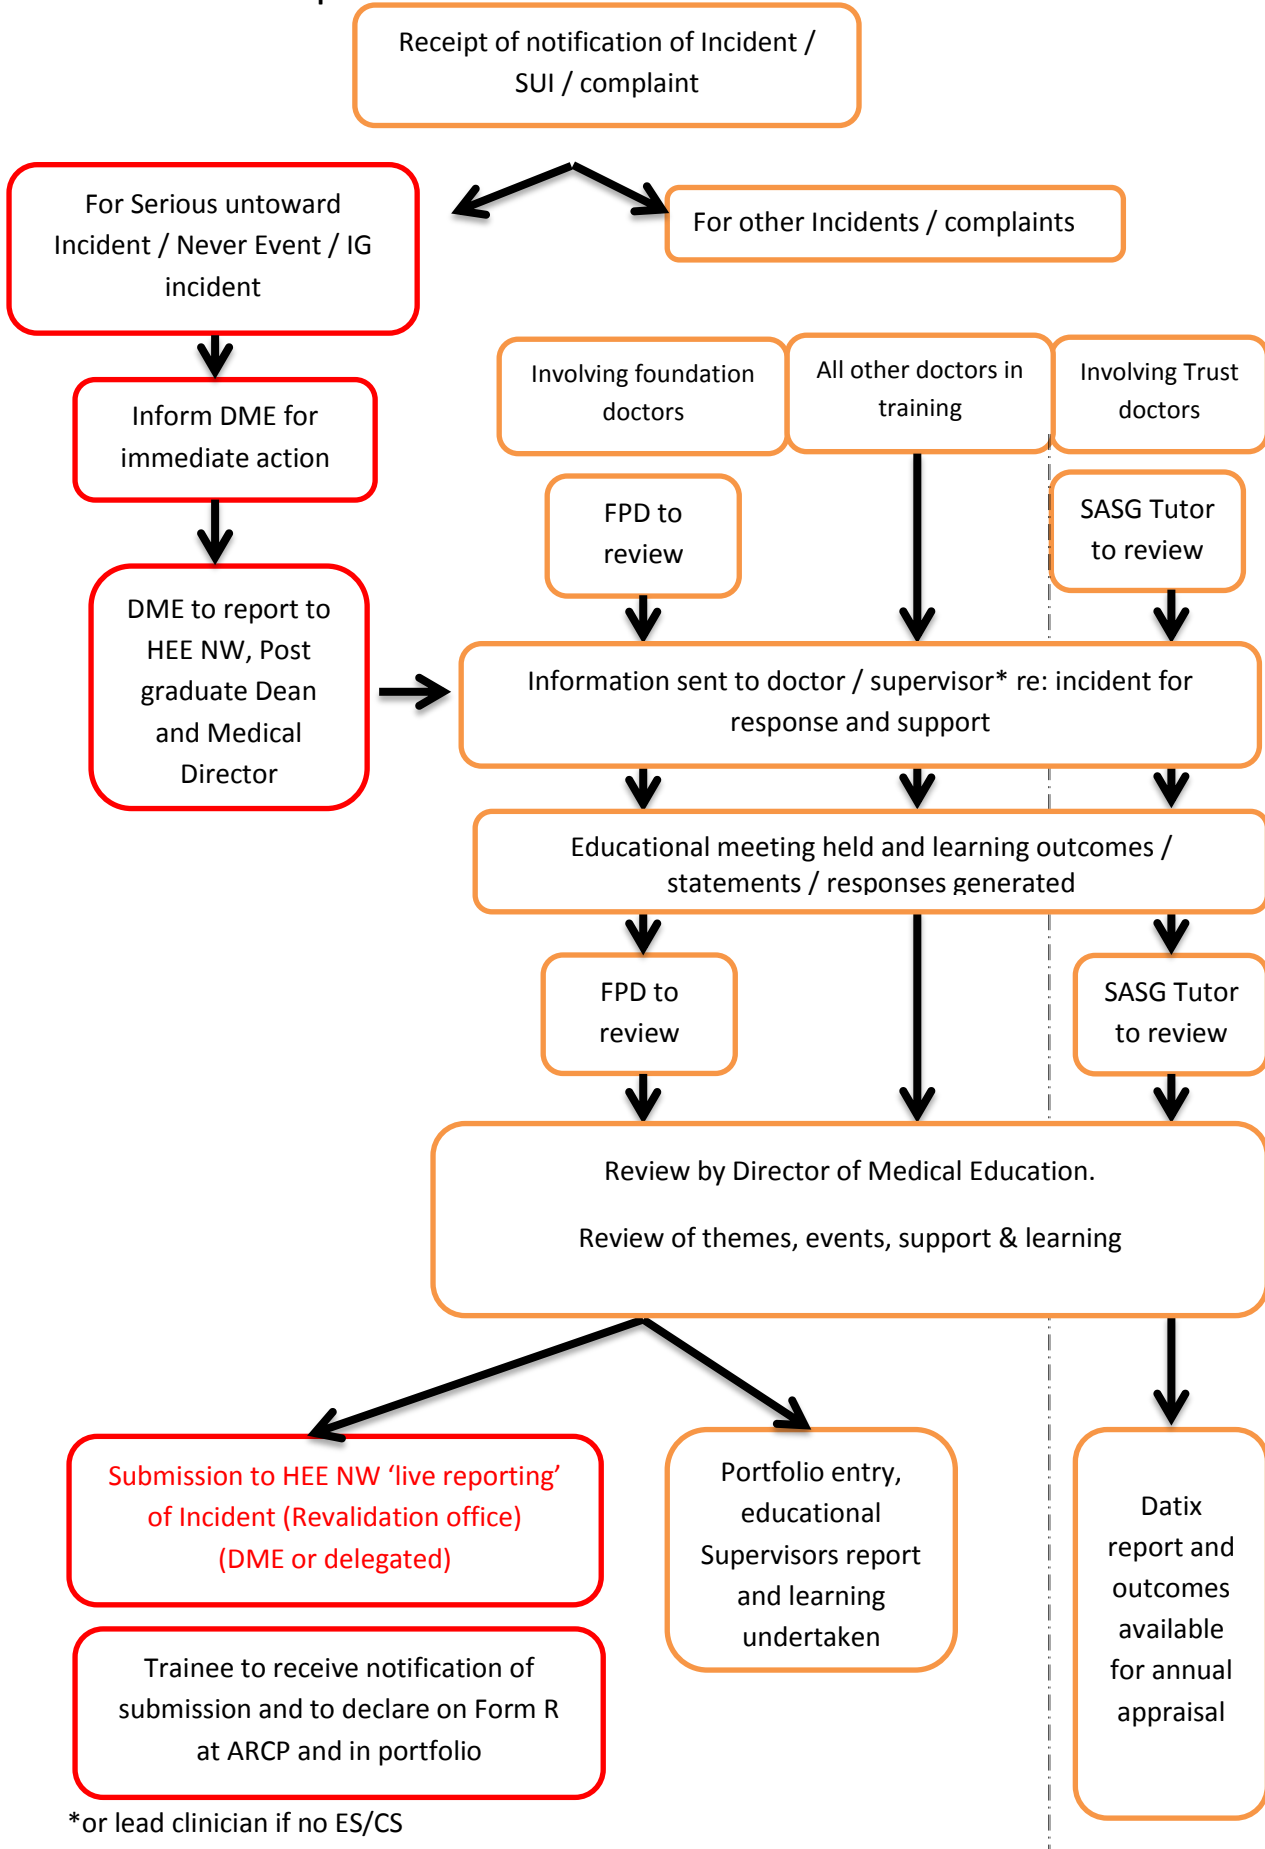 Receipt of notification of Incident /
SUI / complaint
For Serious untoward
Incident / Never Event / IG
incident
For other Incidents / complaints
Inform DME for
immediate action
DME to report to
HEE NW, Post
graduate Dean
and Medical
Director
Involving foundation
doctors
All other doctors in
training
Involving Trust
doctors
FPD to
review
SASG Tutor
to review
Information sent to doctor / supervisor* re: incident for
response and support
Educational meeting held and learning outcomes /
statements / responses generated
FPD to
review
SASG Tutor
to review
Review by Director of Medical Education.
Review of themes, events, support & learning
Submission to HEE NW ‘live reporting’
of Incident (Revalidation office)
(DME or delegated)
Trainee to receive notification of
submission and to declare on Form R
at ARCP and in portfolio
Portfolio entry,
educational
Supervisors report
and learning
undertaken
Datix
report and
outcomes
available
for annual
appraisal
*or lead clinician if no ES/CS